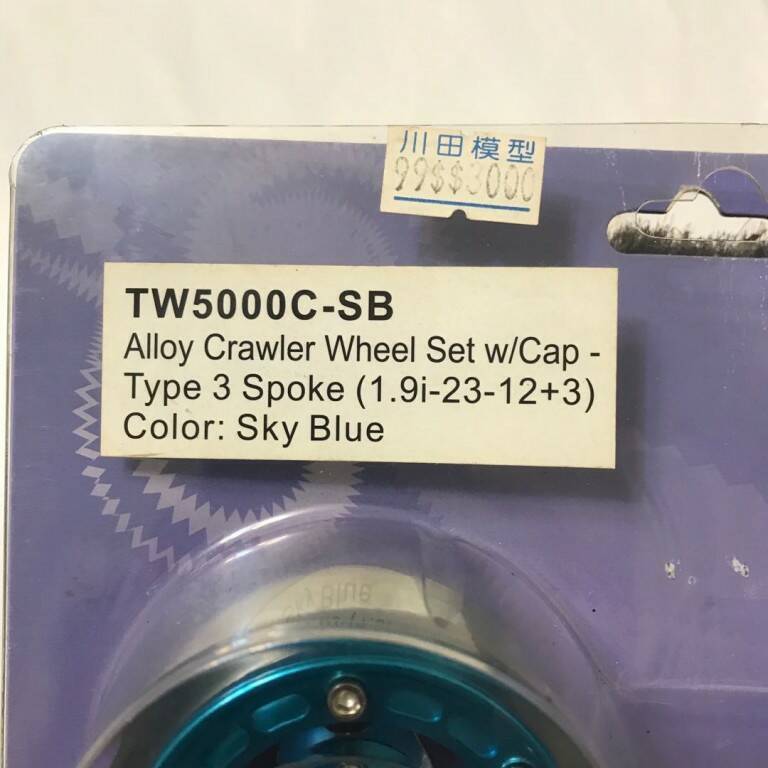 川田模型
99$$3000
TW5000C-SB
Alloy Crawler Wheel Set w/Cap -
Type 3 Spoke (1.9i-23-12+3)
Color: Sky Blue